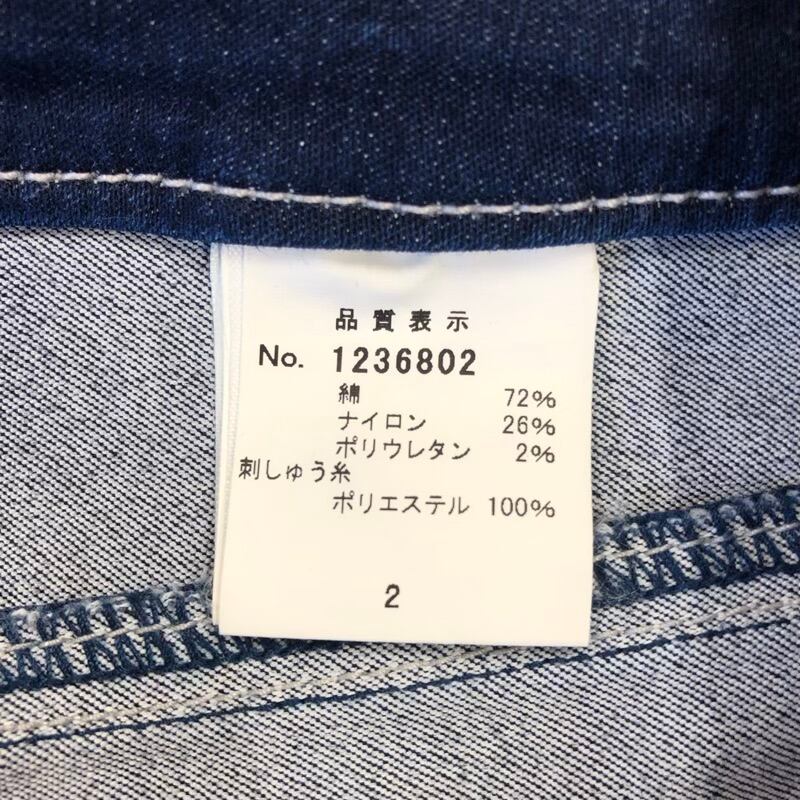 品質表示
No. 1236802
綿 72%
ナイロン 26%
ポリウレタン 2%
刺しゅう糸
ポリエステル 100%
2